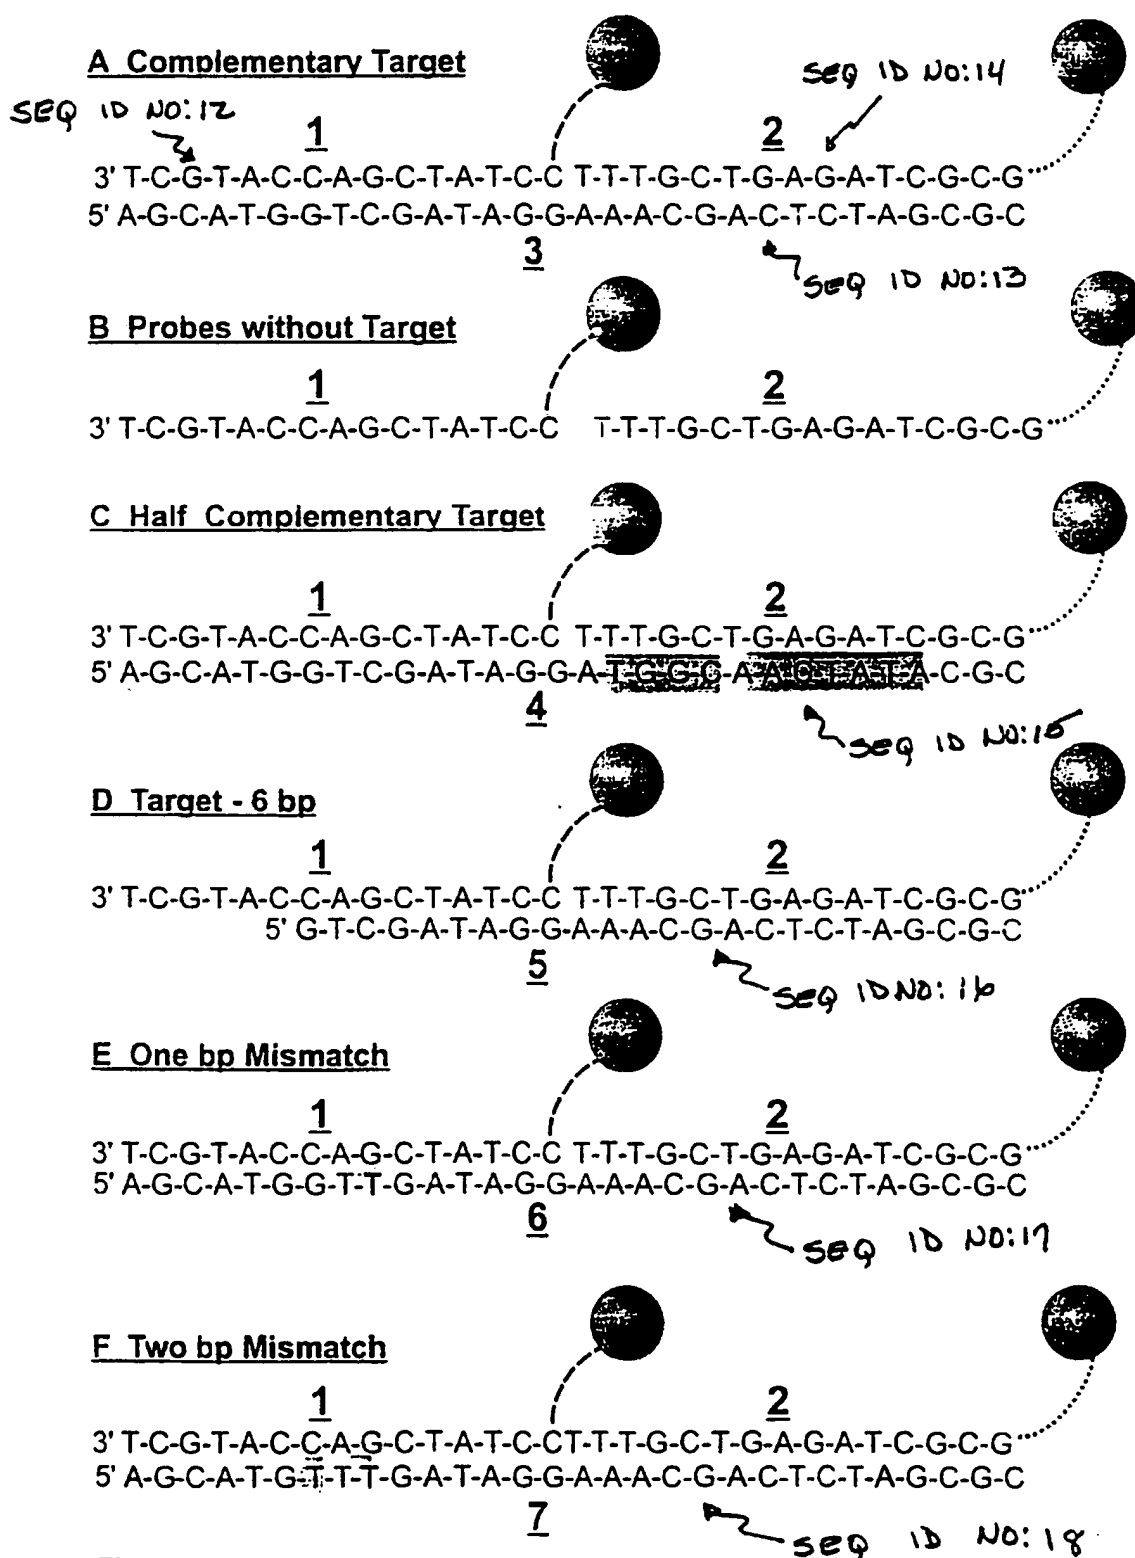 A Complementary Target
SEQ ID NO:12
SEQ ID NO:14
1 2
3' T-C-G-T-A-C-C-A-G-C-T-A-T-C-C T-T-T-G-C-T-G-A-G-A-T-C-G-C-G
5' A-G-C-A-T-G-G-T-C-G-A-T-A-G-G-A-A-A-C-G-A-C-T-C-T-A-G-C-G-C
3
SEQ ID NO:13
B Probes without Target
1 2
3' T-C-G-T-A-C-C-A-G-C-T-A-T-C-C T-T-T-G-C-T-G-A-G-A-T-C-G-C-G
C Half Complementary Target
1 2
3' T-C-G-T-A-C-C-A-G-C-T-A-T-C-C T-T-T-G-C-T-G-A-G-A-T-C-G-C-G
5' A-G-C-A-T-G-G-T-C-G-A-T-A-G-G-A-T-G-G-C-A-A-C-T-A-T-A-C-G-C
4
SEQ ID NO:15
D Target - 6 bp
1 2
3' T-C-G-T-A-C-C-A-G-C-T-A-T-C-C T-T-T-G-C-T-G-A-G-A-T-C-G-C-G
5' G-T-C-G-A-T-A-G-G-A-A-A-C-G-A-C-T-C-T-A-G-C-G-C
5
SEQ ID NO:16
E One bp Mismatch
1 2
3' T-C-G-T-A-C-C-A-G-C-T-A-T-C-C T-T-T-G-C-T-G-A-G-A-T-C-G-C-G
5' A-G-C-A-T-G-G-T-T-G-A-T-A-G-G-A-A-A-C-G-A-C-T-C-T-A-G-C-G-C
6
SEQ ID NO:17
F Two bp Mismatch
1 2
3' T-C-G-T-A-C-C-A-G-C-T-A-T-C-C-T-T-T-G-C-T-G-A-G-A-T-C-G-C-G
5' A-G-C-A-T-G-T-T-T-G-A-T-A-G-G-A-A-A-C-G-A-C-T-C-T-A-G-C-G-C
7
SEQ ID NO:18